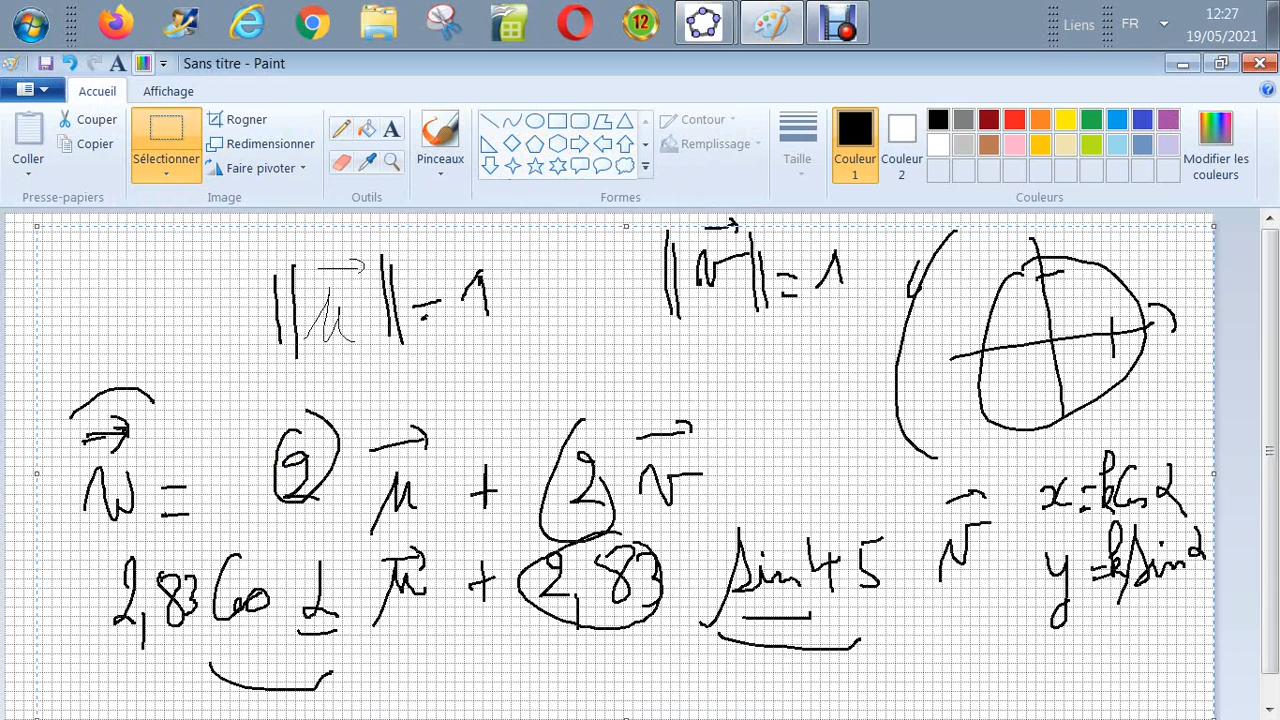 12
Liens
FR
12:27
19/05/2021
Sans titre - Paint
Accueil
Affichage
Coller
Couper
Copier
Presse-papiers
Sélectionner
Rogner
Redimensionner
Faire pivoter
Image
A
Outils
Pinceaux
Contour
Remplissage
Formes
Taille
Couleur 1
Couleur 2
Modifier les couleurs
Couleurs
||u|| = 1
||v|| = 1
w = 2 u + 2 v
x = k cos α
2,83 cos α u + 2,83 sin 45 v
y = k sin α